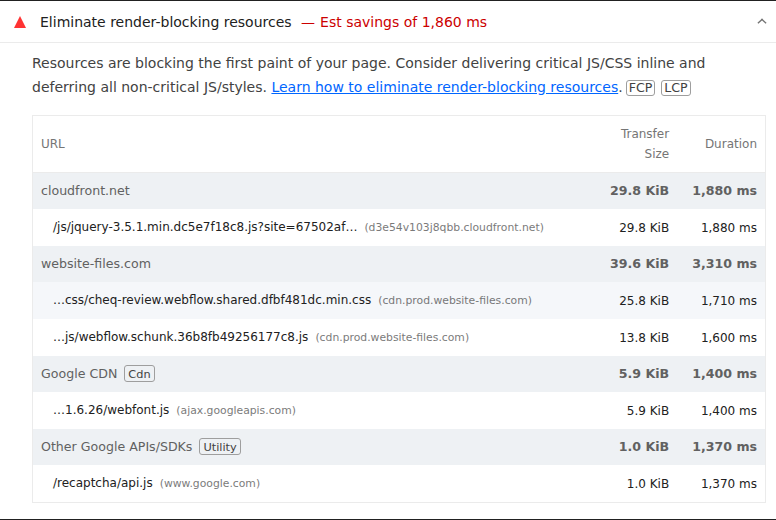 Eliminate render-blocking resources — Est savings of 1,860 ms
Resources are blocking the first paint of your page. Consider delivering critical JS/CSS inline and
deferring all non-critical JS/styles. Learn how to eliminate render-blocking resources. FCP LCP
URL Transfer Size Duration
cloudfront.net 29.8 KiB 1,880 ms
/js/jquery-3.5.1.min.dc5e7f18c8.js?site=67502af… (d3e54v103j8qbb.cloudfront.net) 29.8 KiB 1,880 ms
website-files.com 39.6 KiB 3,310 ms
…css/cheq-review.webflow.shared.dfbf481dc.min.css (cdn.prod.website-files.com) 25.8 KiB 1,710 ms
…js/webflow.schunk.36b8fb49256177c8.js (cdn.prod.website-files.com) 13.8 KiB 1,600 ms
Google CDN Cdn 5.9 KiB 1,400 ms
…1.6.26/webfont.js (ajax.googleapis.com) 5.9 KiB 1,400 ms
Other Google APIs/SDKs Utility 1.0 KiB 1,370 ms
/recaptcha/api.js (www.google.com) 1.0 KiB 1,370 ms